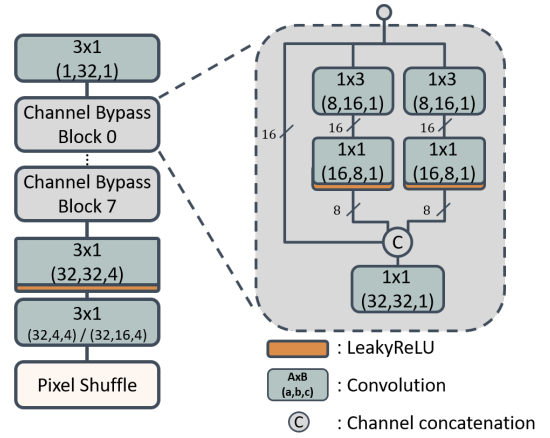 3x1
(1,32,1)
Channel Bypass
Block 0
Channel Bypass
Block 7
3x1
(32,32,4)
3x1
(32,4,4) / (32,16,4)
Pixel Shuffle
1x3
(8,16,1)
1x3
(8,16,1)
16
16
16
1x1
(16,8,1)
1x1
(16,8,1)
8
8
C
1x1
(32,32,1)
: LeakyReLU
AxB
(a,b,c)
: Convolution
C
: Channel concatenation